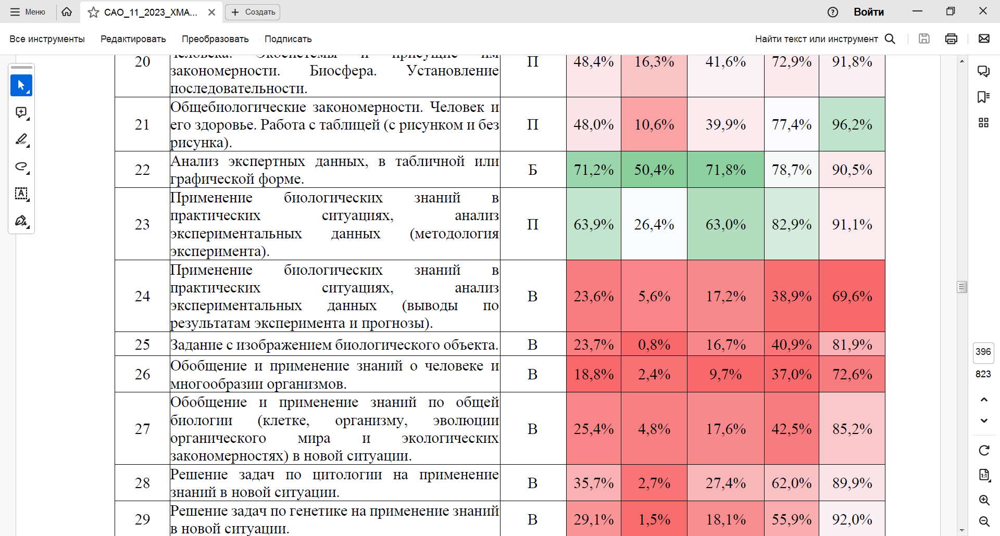 Меню
САО_11_2023_ХМА...
Создать
Войти
Все инструменты Редактировать Преобразовать Подписать
Найти текст или инструмент
20 человека. Экосистемы и присущие им закономерности. Биосфера. Установление последовательности. П 48,4% 16,3% 41,6% 72,9% 91,8%
21 Общебиологические закономерности. Человек и его здоровье. Работа с таблицей (с рисунком и без рисунка). П 48,0% 10,6% 39,9% 77,4% 96,2%
22 Анализ экспертных данных, в табличной или графической форме. Б 71,2% 50,4% 71,8% 78,7% 90,5%
23 Применение биологических знаний в практических ситуациях, анализ экспериментальных данных (методология эксперимента). П 63,9% 26,4% 63,0% 82,9% 91,1%
24 Применение биологических знаний в практических ситуациях, анализ экспериментальных данных (выводы по результатам эксперимента и прогнозы). В 23,6% 5,6% 17,2% 38,9% 69,6%
25 Задание с изображением биологического объекта. В 23,7% 0,8% 16,7% 40,9% 81,9%
26 Обобщение и применение знаний о человеке и многообразии организмов. В 18,8% 2,4% 9,7% 37,0% 72,6%
27 Обобщение и применение знаний по общей биологии (клетке, организму, эволюции органического мира и экологических закономерностях) в новой ситуации. В 25,4% 4,8% 17,6% 42,5% 85,2%
28 Решение задач по цитологии на применение знаний в новой ситуации. В 35,7% 2,7% 27,4% 62,0% 89,9%
29 Решение задач по генетике на применение знаний в новой ситуации. В 29,1% 1,5% 18,1% 55,9% 92,0%
396
823